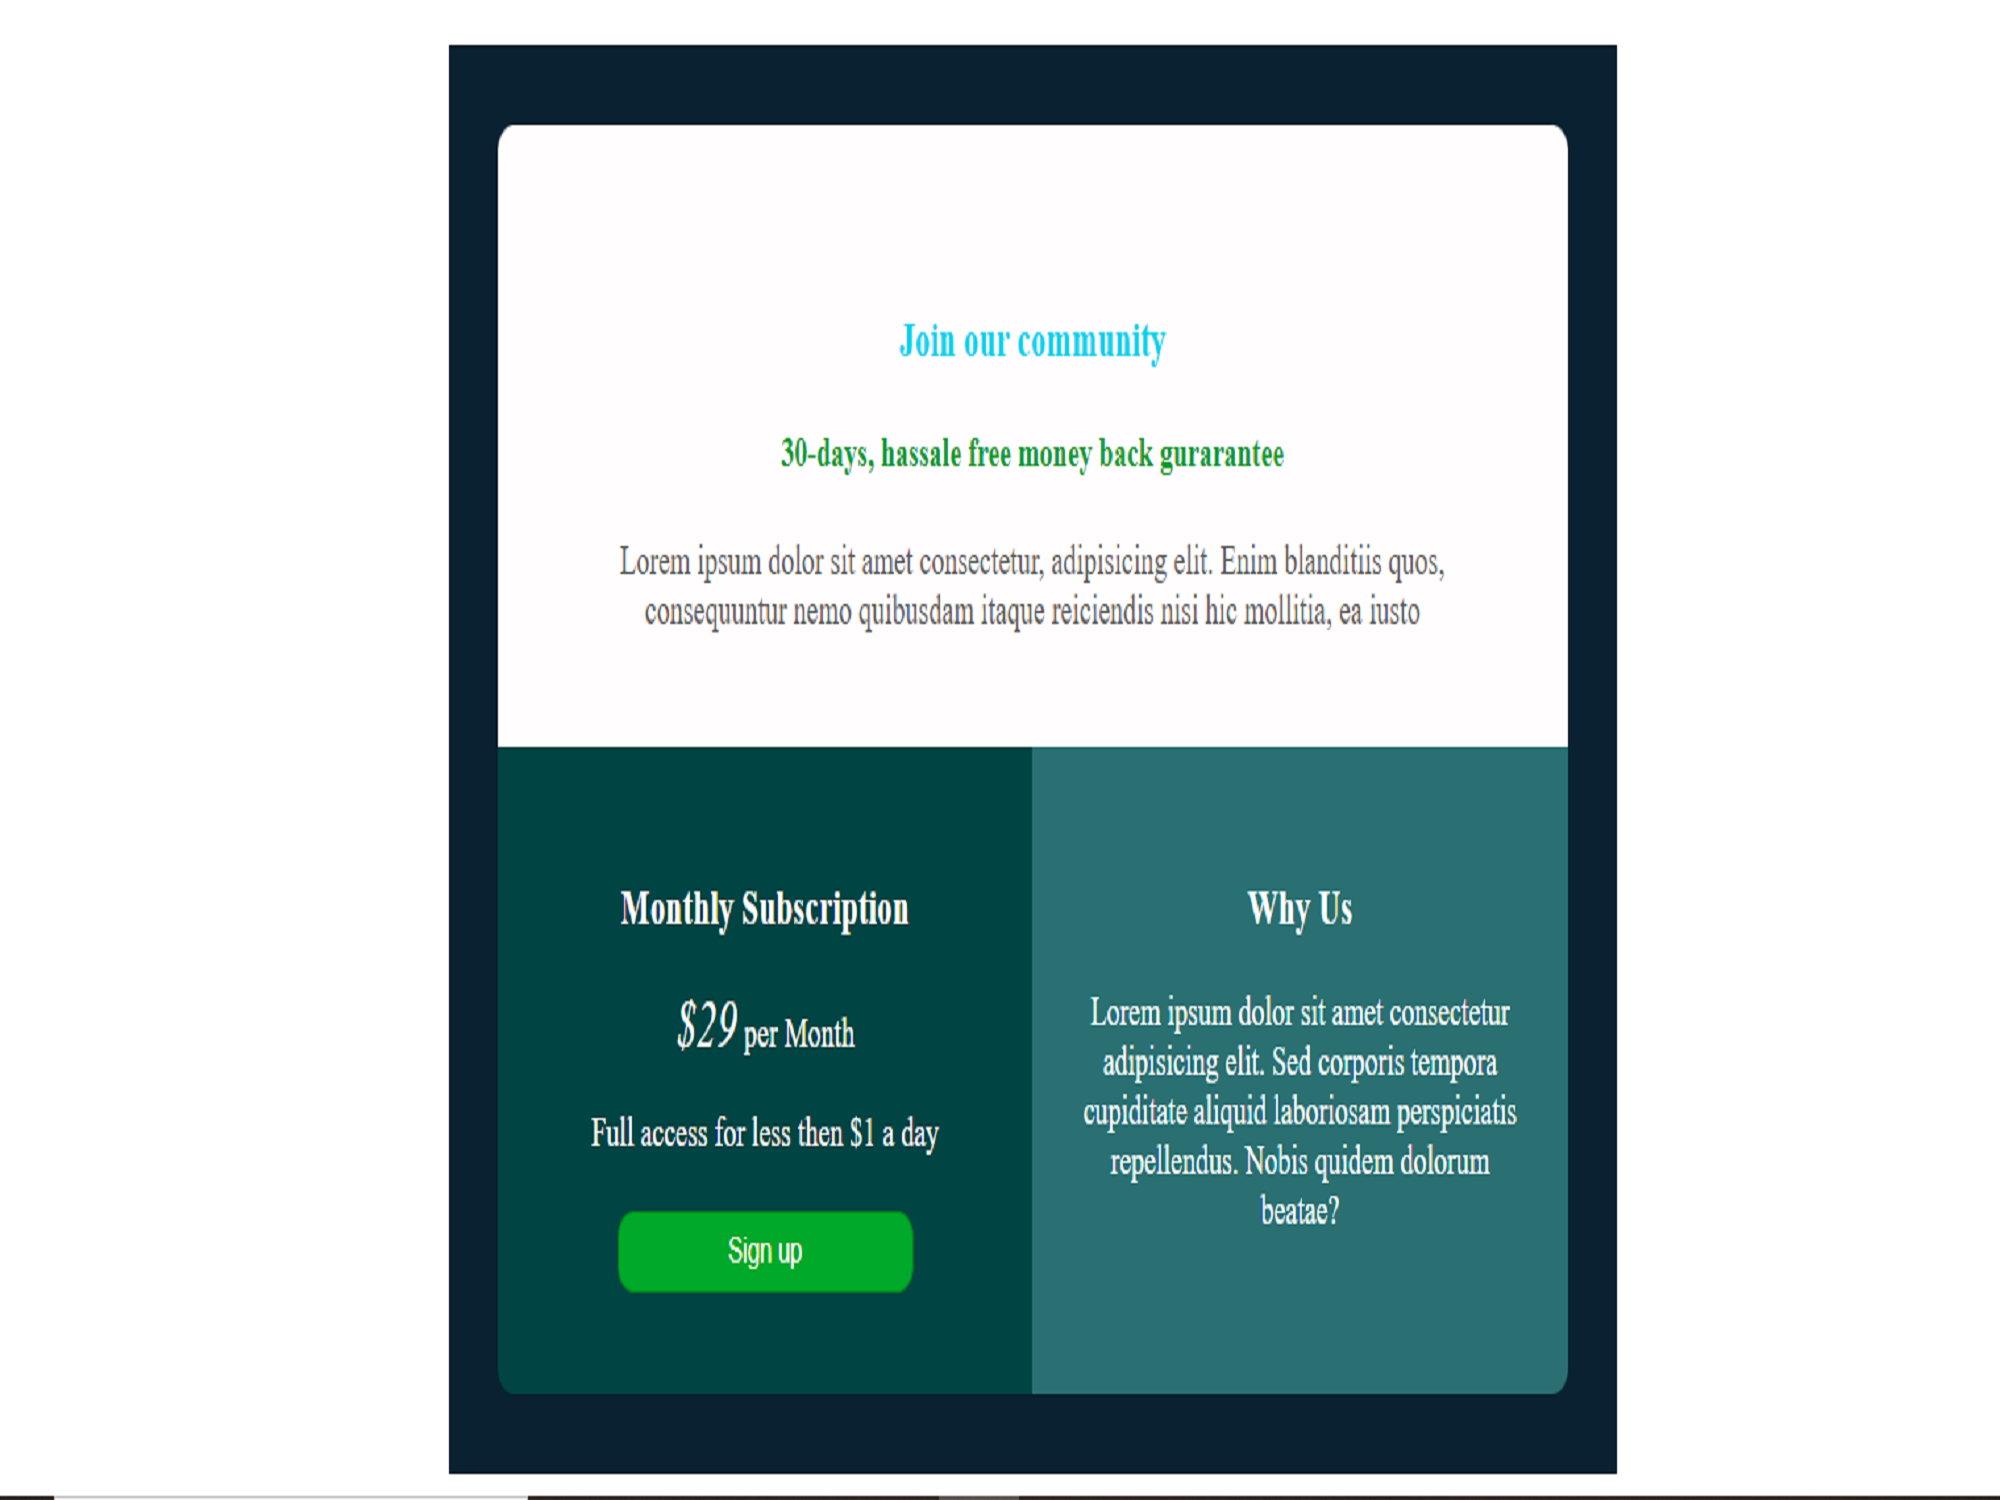 Join our community
30-days, hassale free money back gurarantee
Lorem ipsum dolor sit amet consectetur, adipisicing elit. Enim blanditiis quos,
consequuntur nemo quibusdam itaque reiciendis nisi hic mollitia, ea iusto
Monthly Subscription
$29 per Month
Full access for less then $1 a day
Sign up
Why Us
Lorem ipsum dolor sit amet consectetur
adipisicing elit. Sed corporis tempora
cupiditate aliquid laboriosam perspiciatis
repellendus. Nobis quidem dolorum
beatae?